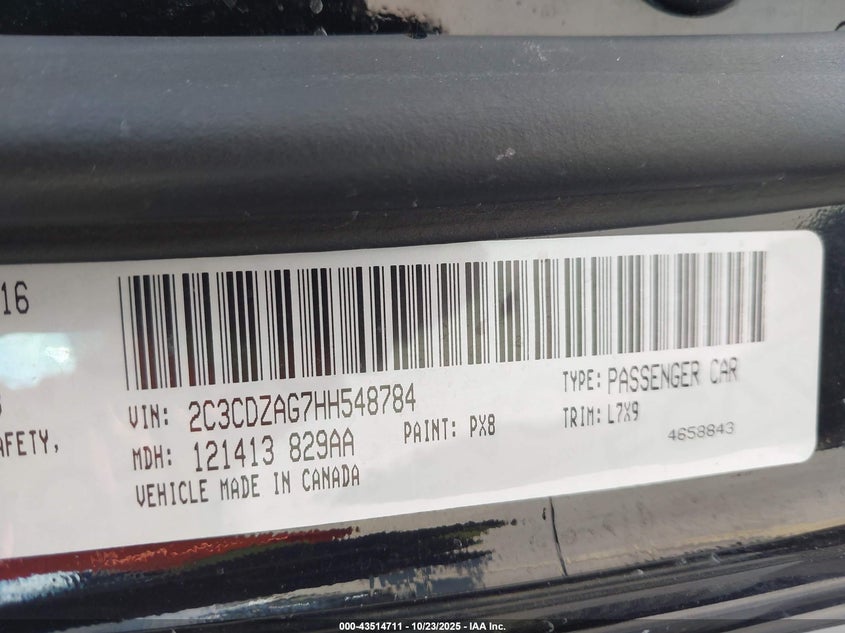 16
AFETY,
VIN: 2C3CDZAG7HH548784
TYPE: PASSENGER CAR
MDH: 121413 829AA
PAINT: PX8
TRIM: L7X9
VEHICLE MADE IN CANADA
4658843
000-43514711 - 10/23/2025 - IAA Inc.